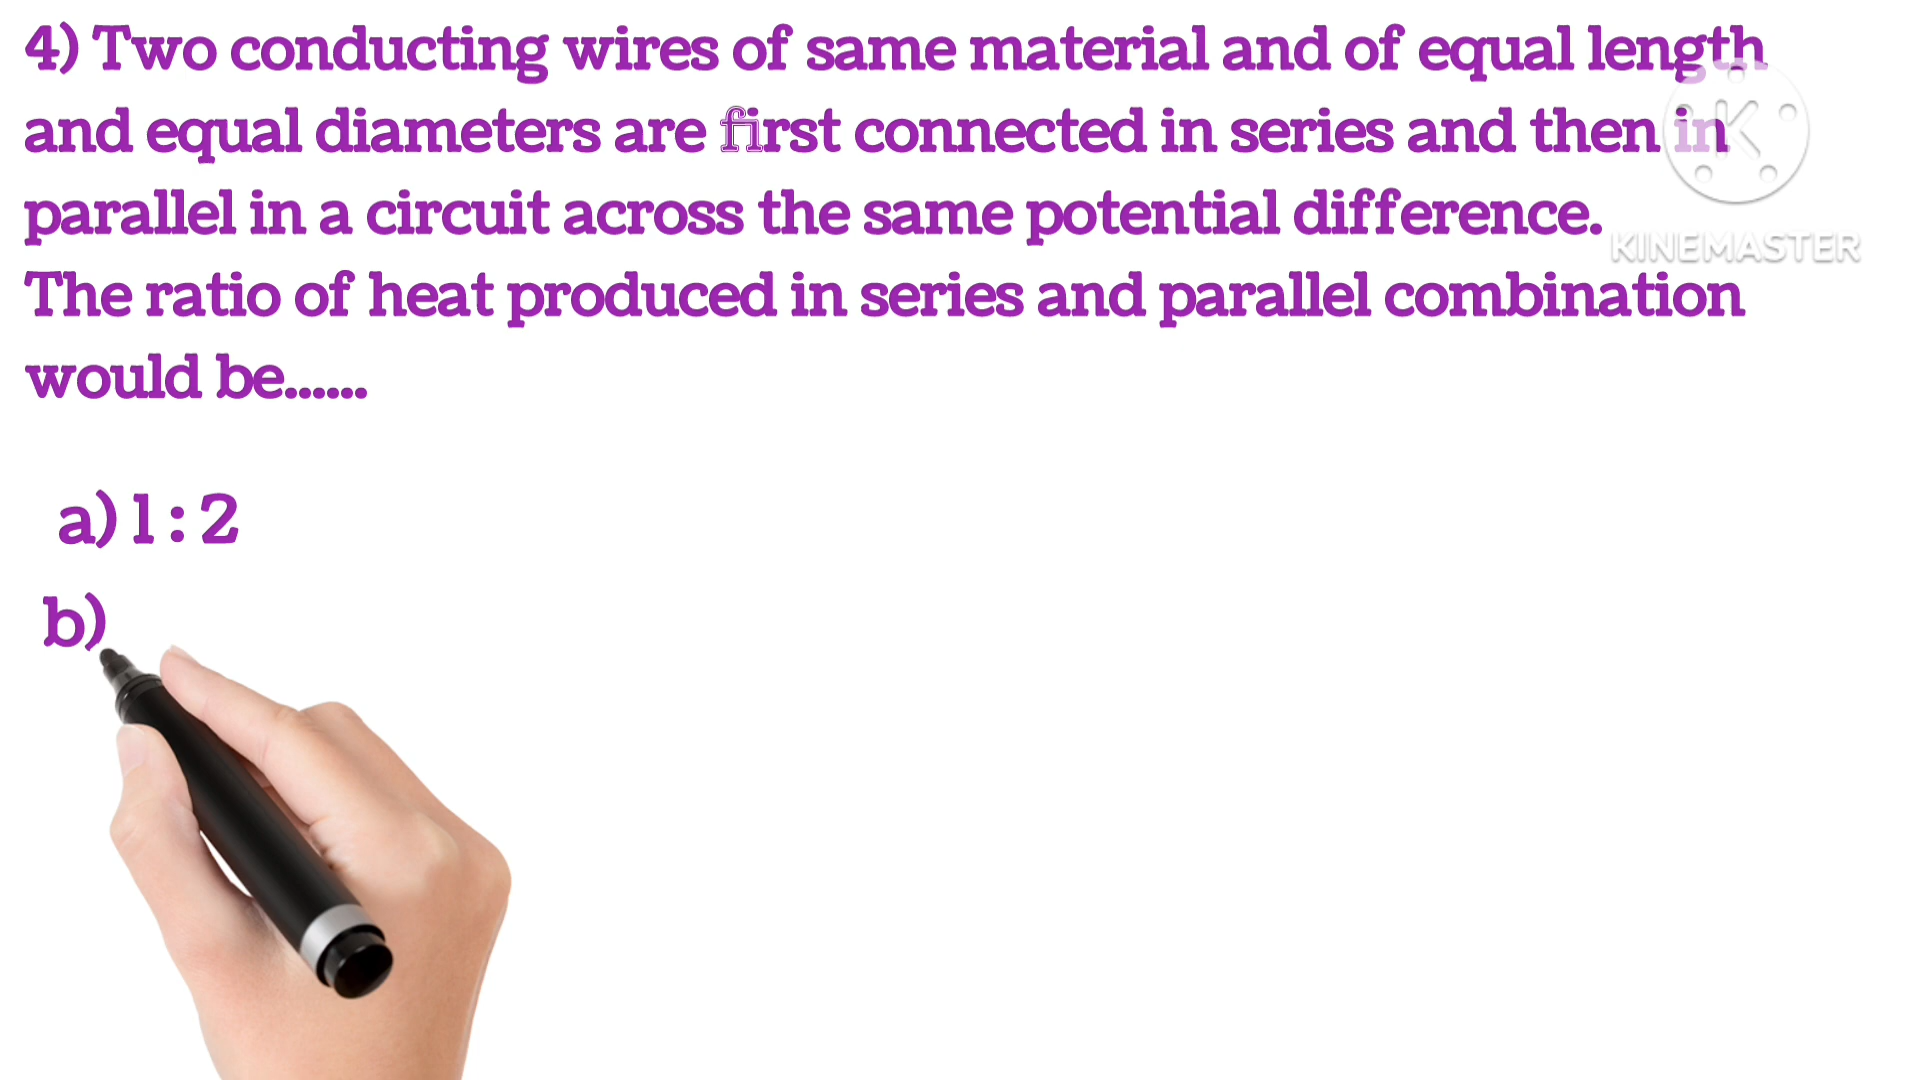 4) Two conducting wires of same material and of equal length
and equal diameters are first connected in series and then in
parallel in a circuit across the same potential difference.
KINEMASTER
The ratio of heat produced in series and parallel combination
would be......
a) 1 : 2
b)